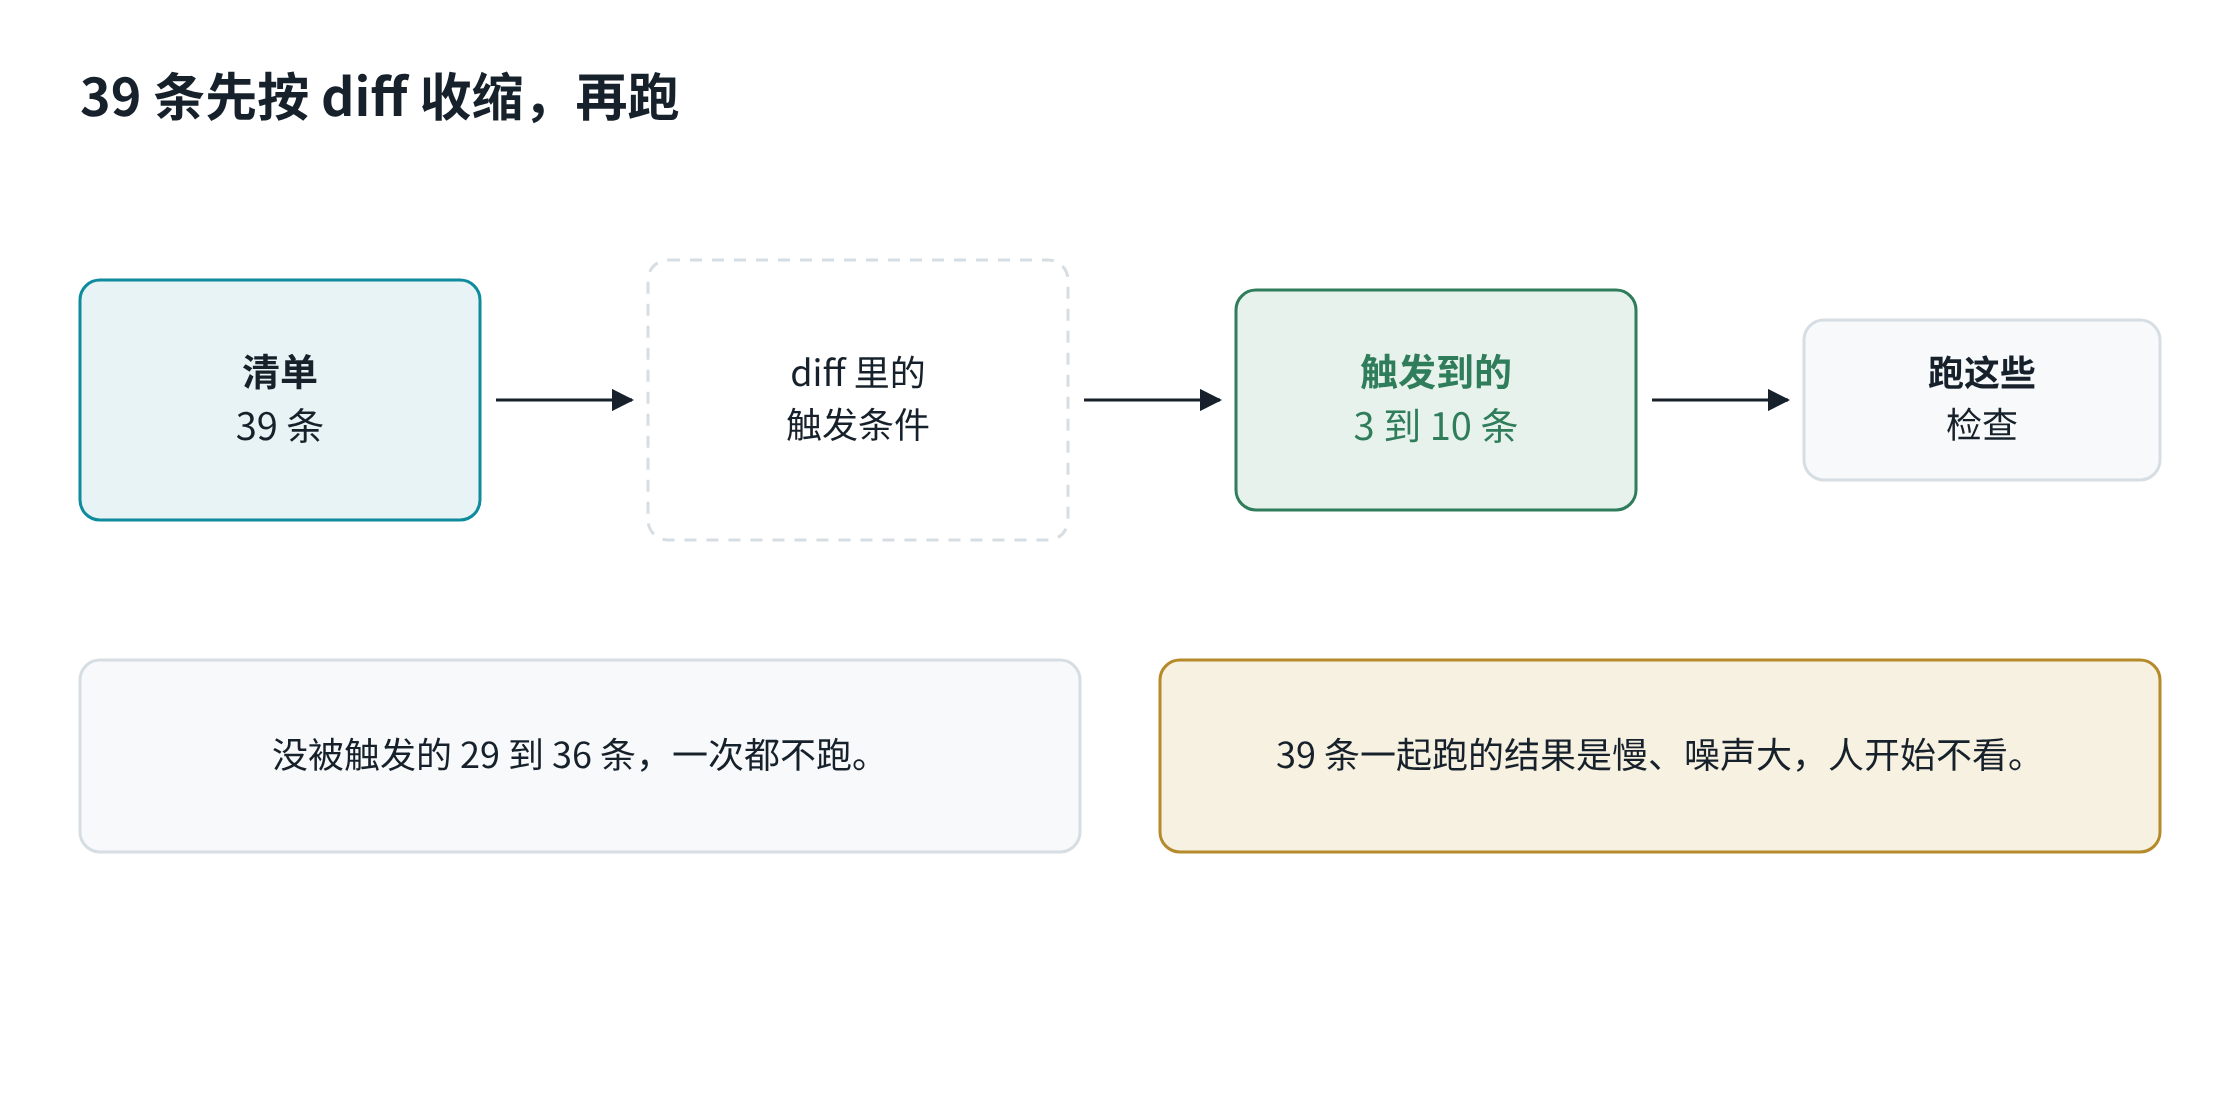 39 条先按 diff 收缩，再跑
清单
39 条
diff 里的
触发条件
触发到的
3 到 10 条
跑这些
检查
没被触发的 29 到 36 条，一次都不跑。
39 条一起跑的结果是慢、噪声大，人开始不看。